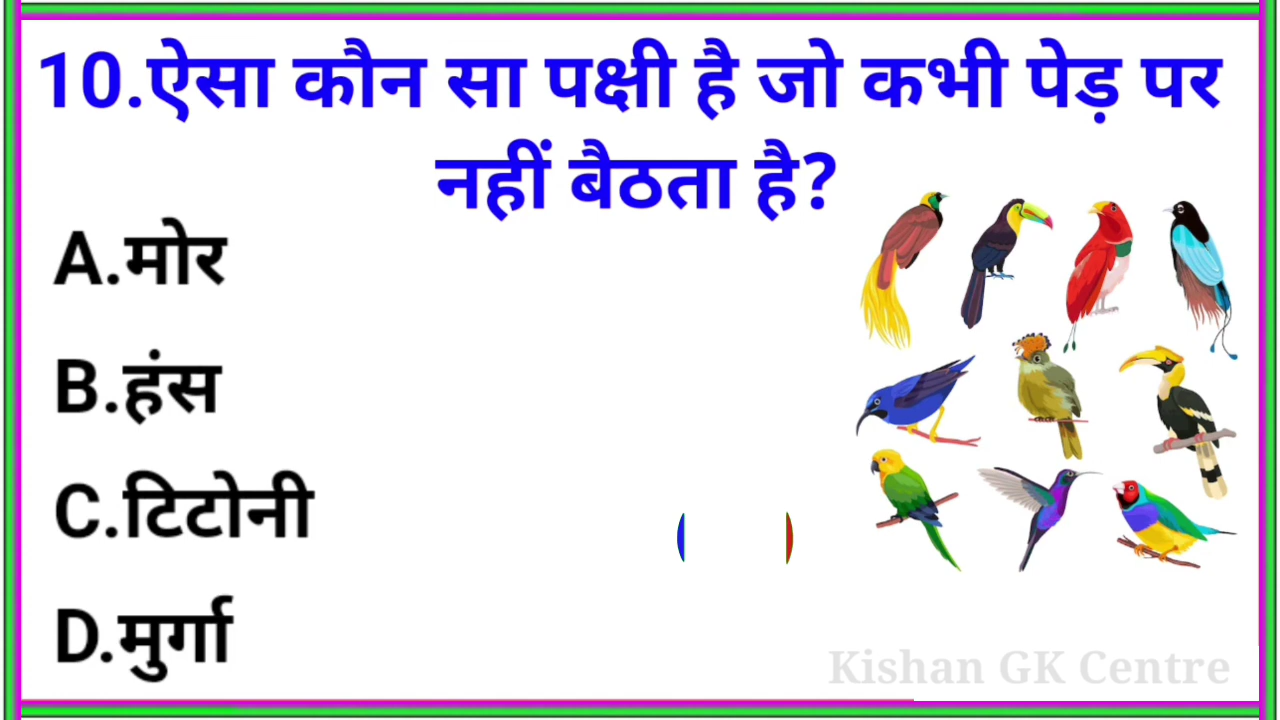 10.ऐसा कौन सा पक्षी है जो कभी पेड़ पर
नहीं बैठता है?
A.मोर
B.हंस
C.टिटोनी
D.मुर्गा
Kishan GK Centre